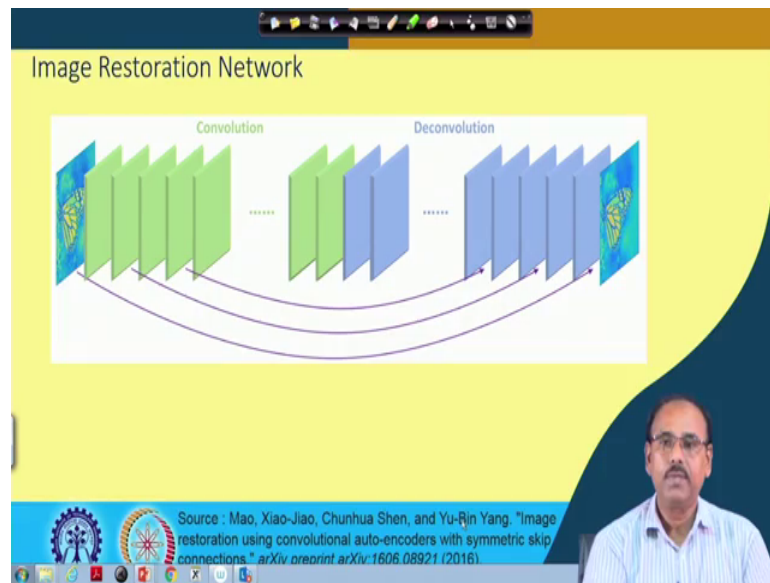 Image Restoration Network
Convolution
Deconvolution
Source : Mao, Xiao-Jiao, Chunhua Shen, and Yu-Bin Yang. "Image
restoration using convolutional auto-encoders with symmetric skip
connections." arXiv preprint arXiv:1606.08921 (2016).